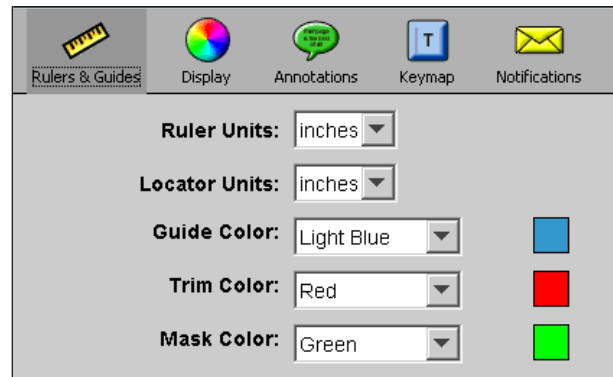 Rulers & Guides Display Annotations Keymap Notifications
T
Ruler Units: inches
Locator Units: inches
Guide Color: Light Blue
Trim Color: Red
Mask Color: Green